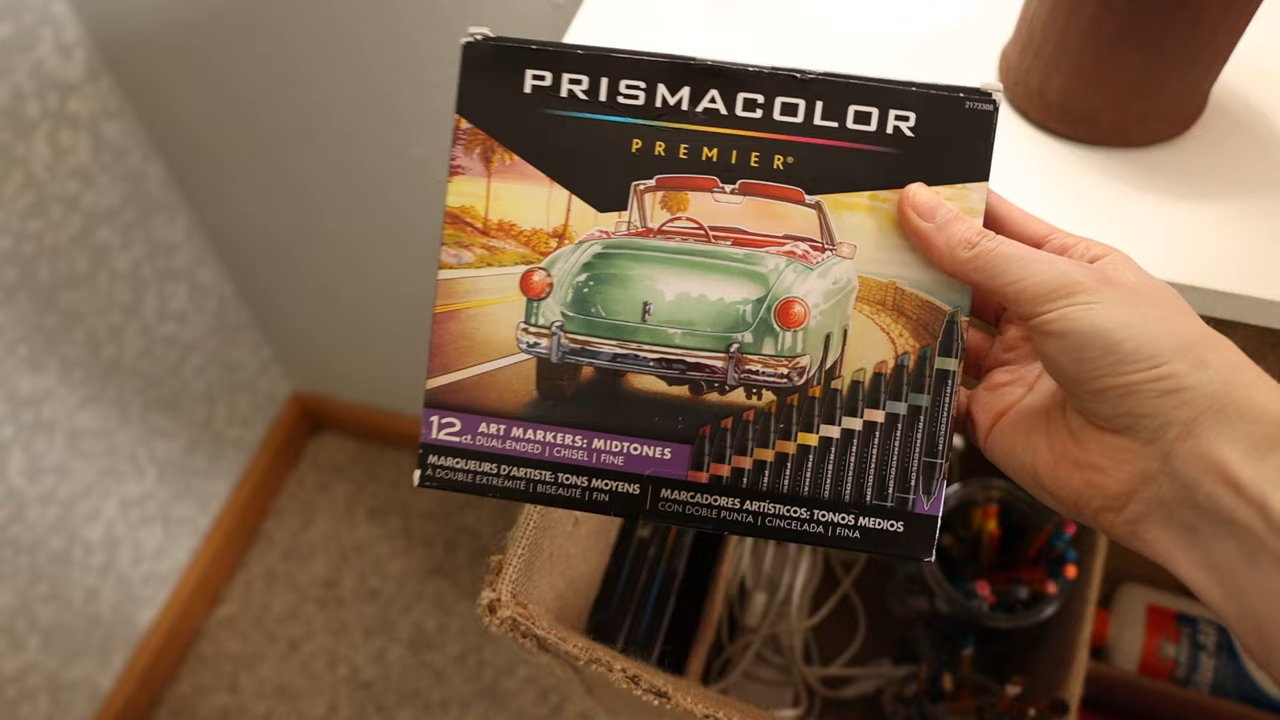 PRISMACOLOR
2173308
PREMIER®
12 ct.
ART MARKERS: MIDTONES
DUAL-ENDED | CHISEL | FINE
MARQUEURS D'ARTISTE: TONS MOYENS
À DOUBLE EXTRÉMITÉ | BISEAUTÉ | FIN
MARCADORES ARTÍSTICOS: TONOS MEDIOS
CON DOBLE PUNTA | CINCELADA | FINA
PRISMACOLOR